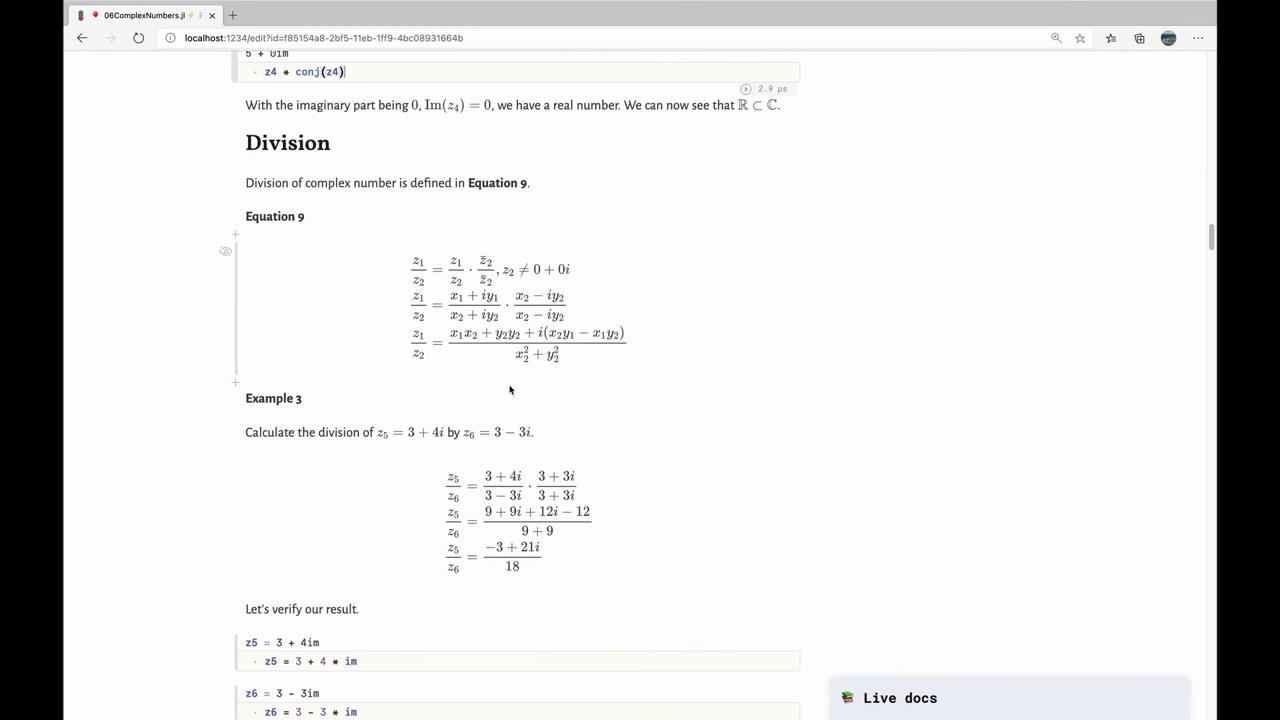 06ComplexNumbers.jl
localhost:1234/edit?id=f85154a8-2bf5-11eb-1ff9-4bc08931664b
5 + 0im
z4 * conj(z4)
2.9 μs
With the imaginary part being 0, Im(z₄) = 0, we have a real number. We can now see that ℝ ⊂ ℂ.
Division
Division of complex number is defined in Equation 9.
Equation 9
z₁/z₂ = z₁/z₂ · z̄₂/z̄₂, z₂ ≠ 0 + 0i
z₁/z₂ = (x₁ + iy₁)/(x₂ + iy₂) · (x₂ − iy₂)/(x₂ − iy₂)
z₁/z₂ = (x₁x₂ + y₂y₂ + i(x₂y₁ − x₁y₂))/(x₂² + y₂²)
Example 3
Calculate the division of z₅ = 3 + 4i by z₆ = 3 − 3i.
z₅/z₆ = (3 + 4i)/(3 − 3i) · (3 + 3i)/(3 + 3i)
z₅/z₆ = (9 + 9i + 12i − 12)/(9 + 9)
z₅/z₆ = (−3 + 21i)/18
Let's verify our result.
z5 = 3 + 4im
z5 = 3 + 4 * im
z6 = 3 - 3im
z6 = 3 - 3 * im
Live docs